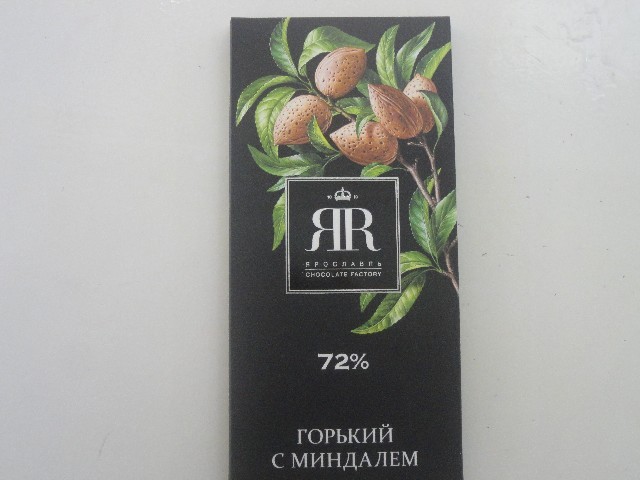 ЯR
ЯРОСЛАВЛЬ
CHOCOLATE FACTORY
72%
ГОРЬКИЙ
С МИНДАЛЕМ